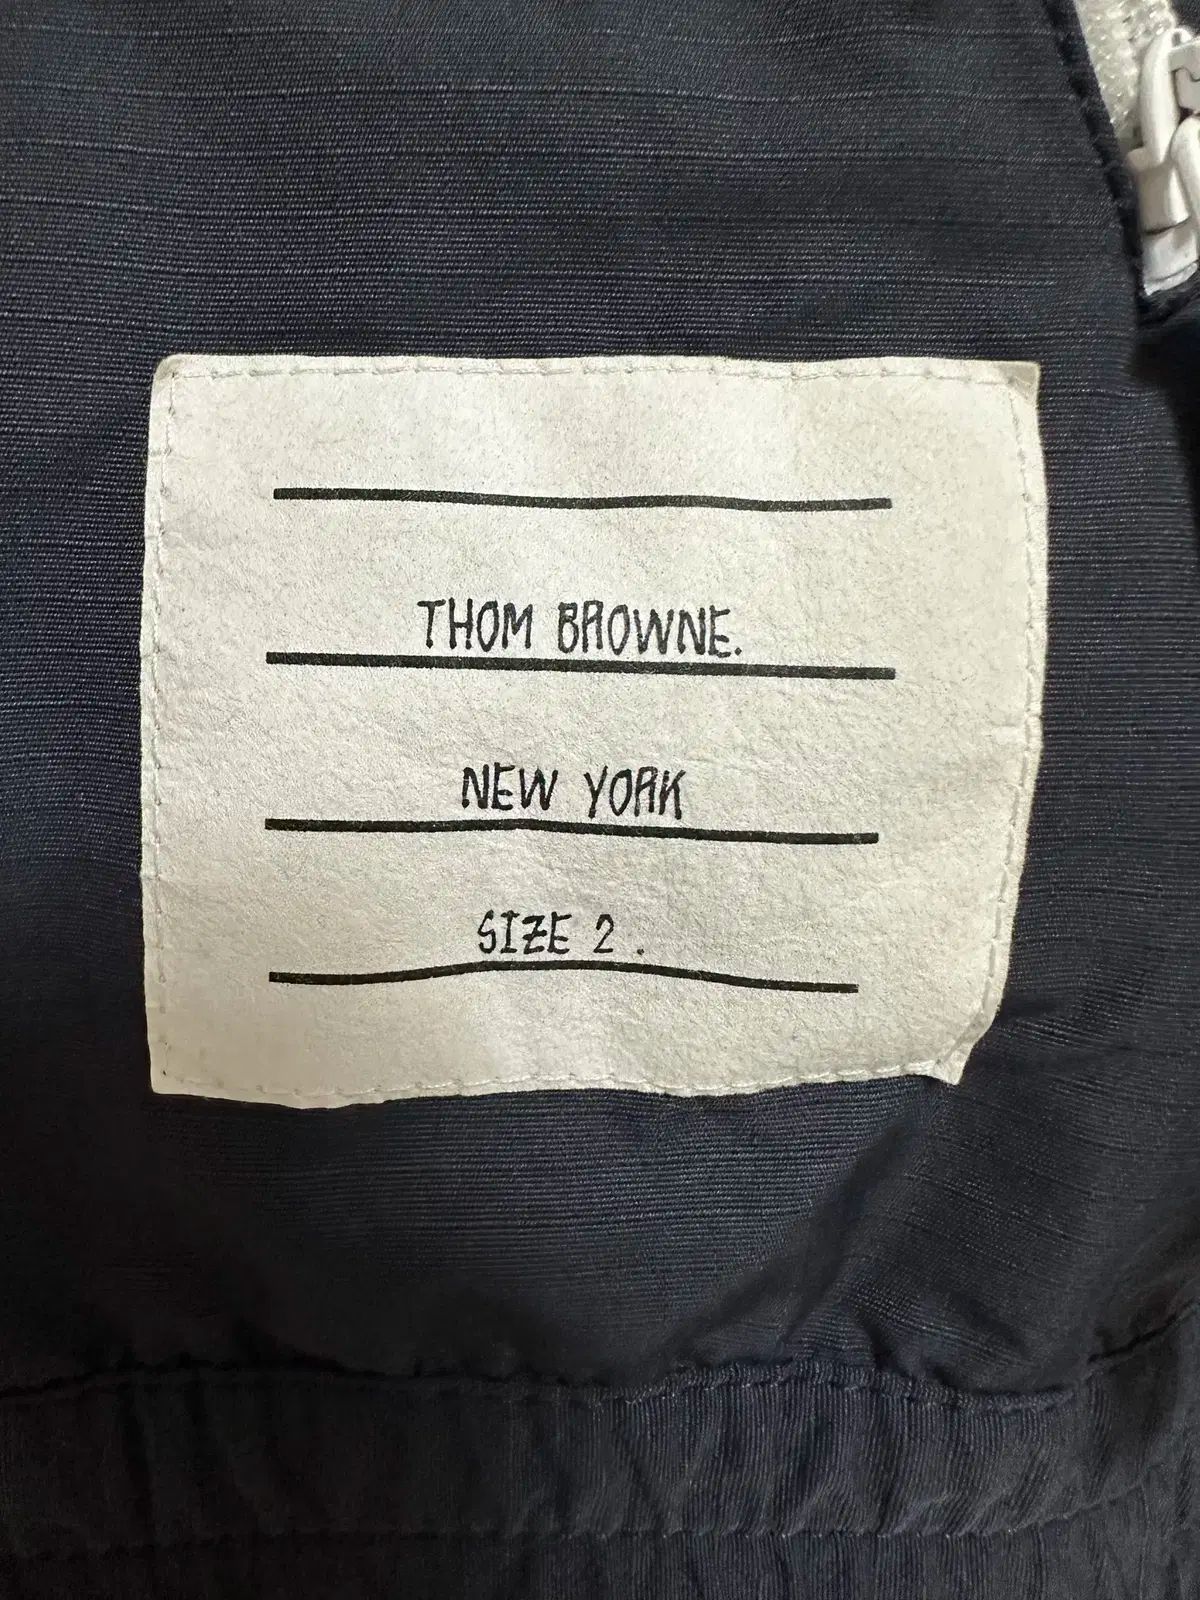 THOM BROWNE.
NEW YORK
SIZE 2.